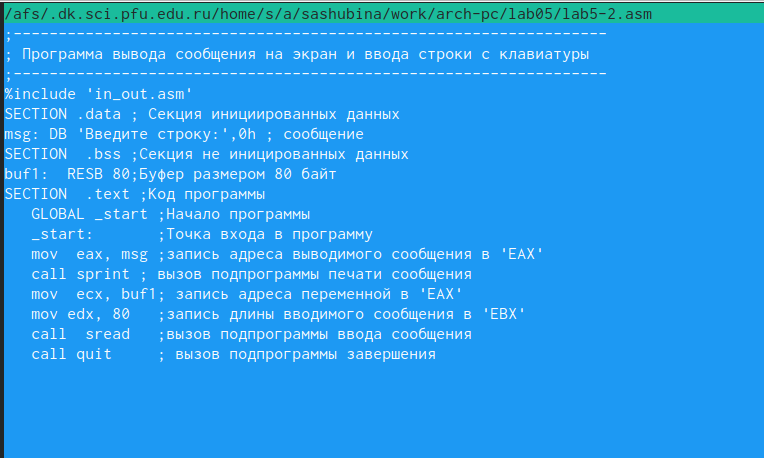 /afs/.dk.sci.pfu.edu.ru/home/s/a/sashubina/work/arch-pc/lab05/lab5-2.asm
;------------------------------------------------------------------
; Программа вывода сообщения на экран и ввода строки с клавиатуры
;------------------------------------------------------------------
%include 'in_out.asm'
SECTION .data ; Секция инициированных данных
msg: DB 'Введите строку:',0h ; сообщение
SECTION  .bss ;Секция не иницированных данных
buf1:  RESB 80;Буфер размером 80 байт
SECTION  .text ;Код программы
   GLOBAL _start ;Начало программы
   _start:       ;Точка входа в программу
   mov  eax, msg ;запись адреса выводимого сообщения в 'EAX'
   call sprint ; вызов подпрограммы печати сообщения
   mov  ecx, buf1; запись адреса переменной в 'EAX'
   mov edx, 80   ;запись длины вводимого сообщения в 'EBX'
   call  sread   ;вызов подпрограммы ввода сообщения
   call quit     ; вызов подпрограммы завершения